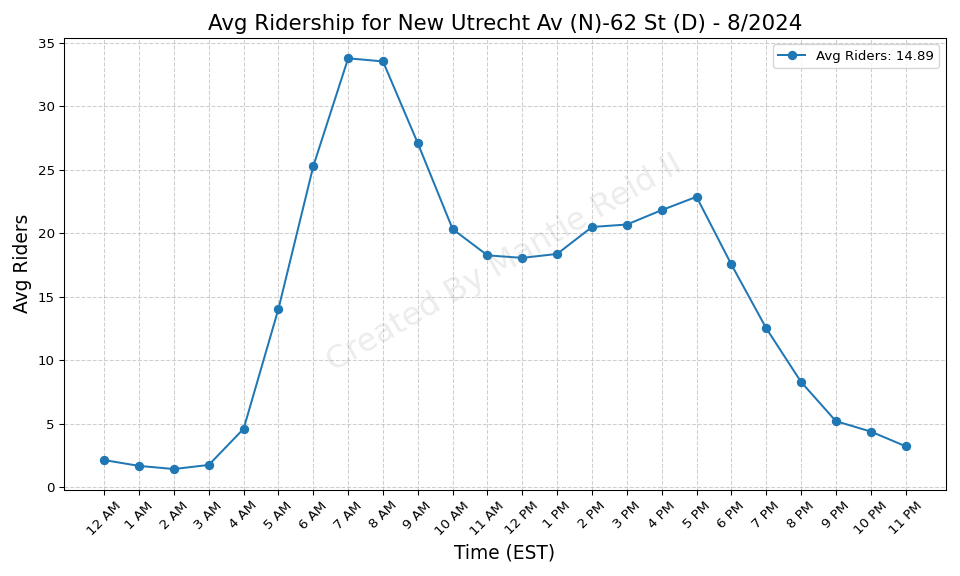 Avg Ridership for New Utrecht Av (N)-62 St (D) - 8/2024
Avg Riders: 14.89
Avg Riders
35
30
25
20
15
10
5
0
Created By Mantie Reid II
12 AM
1 AM
2 AM
3 AM
4 AM
5 AM
6 AM
7 AM
8 AM
9 AM
10 AM
11 AM
12 PM
1 PM
2 PM
3 PM
4 PM
5 PM
6 PM
7 PM
8 PM
9 PM
10 PM
11 PM
Time (EST)